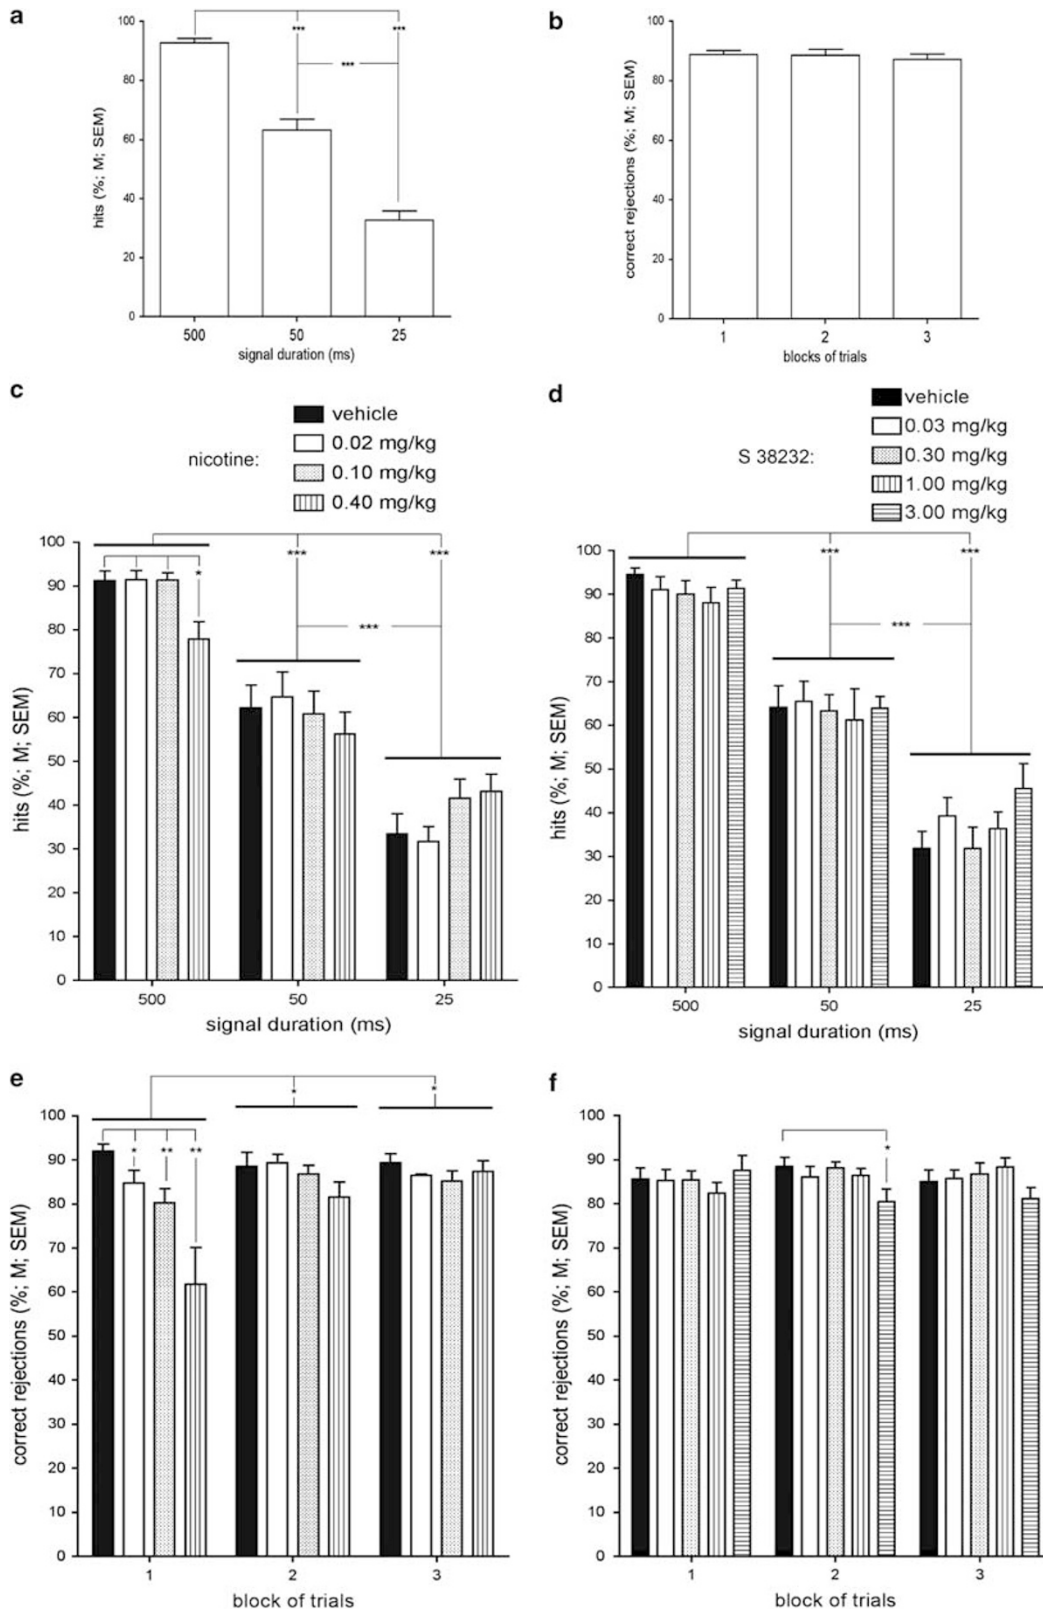 a
100
80
60
40
20
0
hits (%; M; SEM)
*** ***
***
500 50 25
signal duration (ms)
b
100
80
60
40
20
0
correct rejections (%; M; SEM)
1 2 3
blocks of trials
c
nicotine:
vehicle
0.02 mg/kg
0.10 mg/kg
0.40 mg/kg
100
90
80
70
60
50
40
30
20
10
0
hits (%; M; SEM)
*
*** ***
***
500 50 25
signal duration (ms)
d
S 38232:
vehicle
0.03 mg/kg
0.30 mg/kg
1.00 mg/kg
3.00 mg/kg
100
90
80
70
60
50
40
30
20
10
0
hits (%; M; SEM)
*** ***
***
500 50 25
signal duration (ms)
e
100
90
80
70
60
50
40
30
20
10
0
correct rejections (%; M; SEM)
* *
* ** **
1 2 3
block of trials
f
100
90
80
70
60
50
40
30
20
10
0
correct rejections (%; M; SEM)
*
1 2 3
block of trials